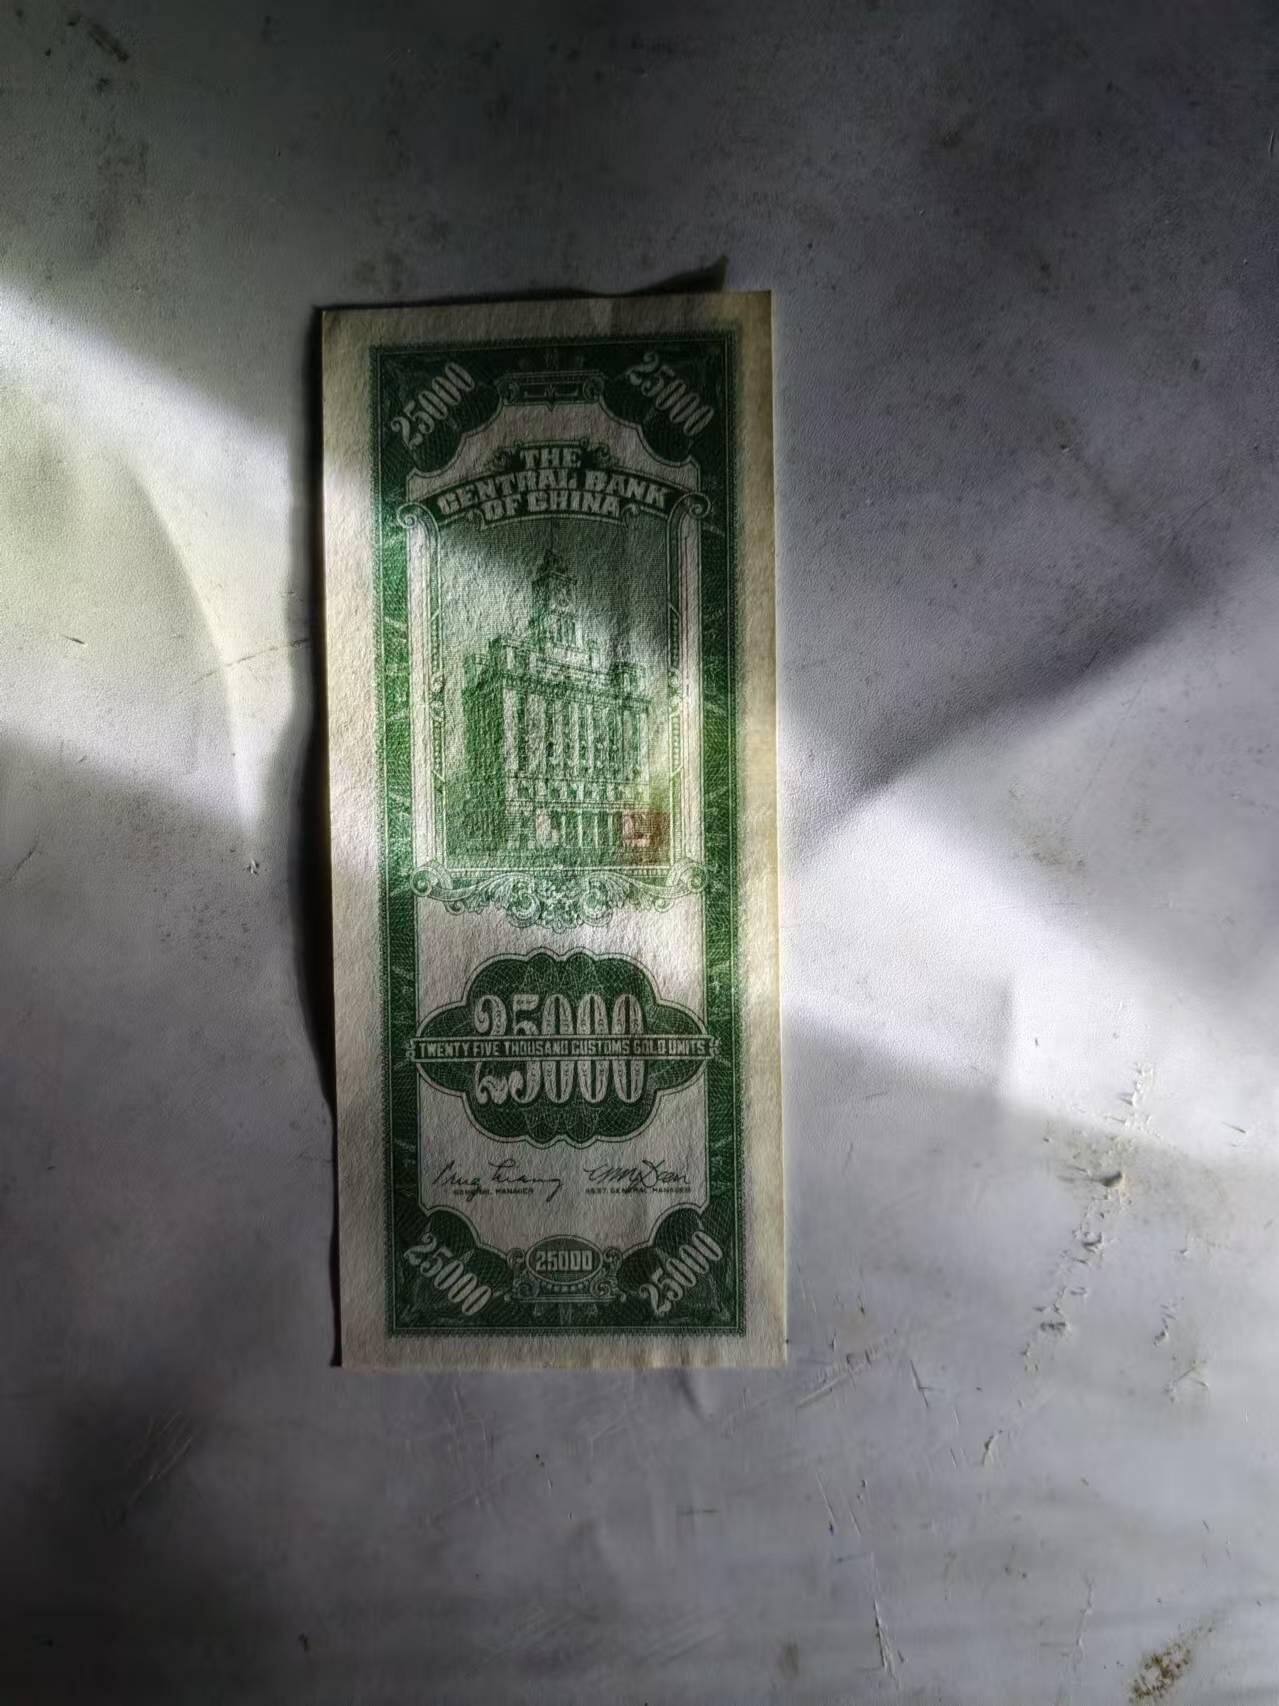 25000 25000
THE
CENTRAL BANK
OF CHINA
25000
TWENTY FIVE THOUSAND CUSTOMS GOLD UNITS
GENERAL MANAGER ASST. GENERAL MANAGER
25000 25000 25000